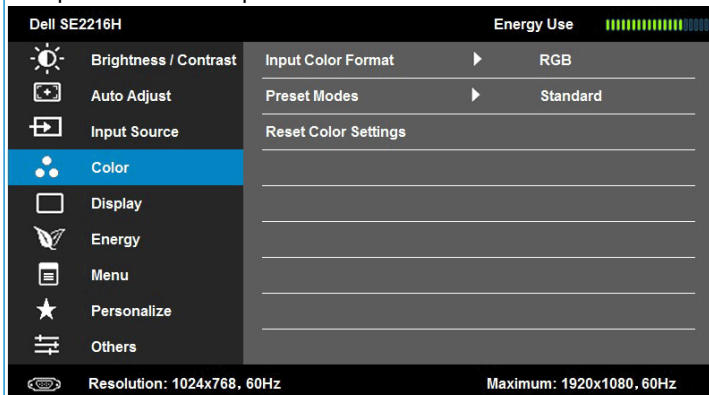 Dell SE2216H Energy Use
Brightness / Contrast Input Color Format RGB
Auto Adjust Preset Modes Standard
Input Source Reset Color Settings
Color
Display
Energy
Menu
Personalize
Others
Resolution: 1024x768, 60Hz Maximum: 1920x1080, 60Hz